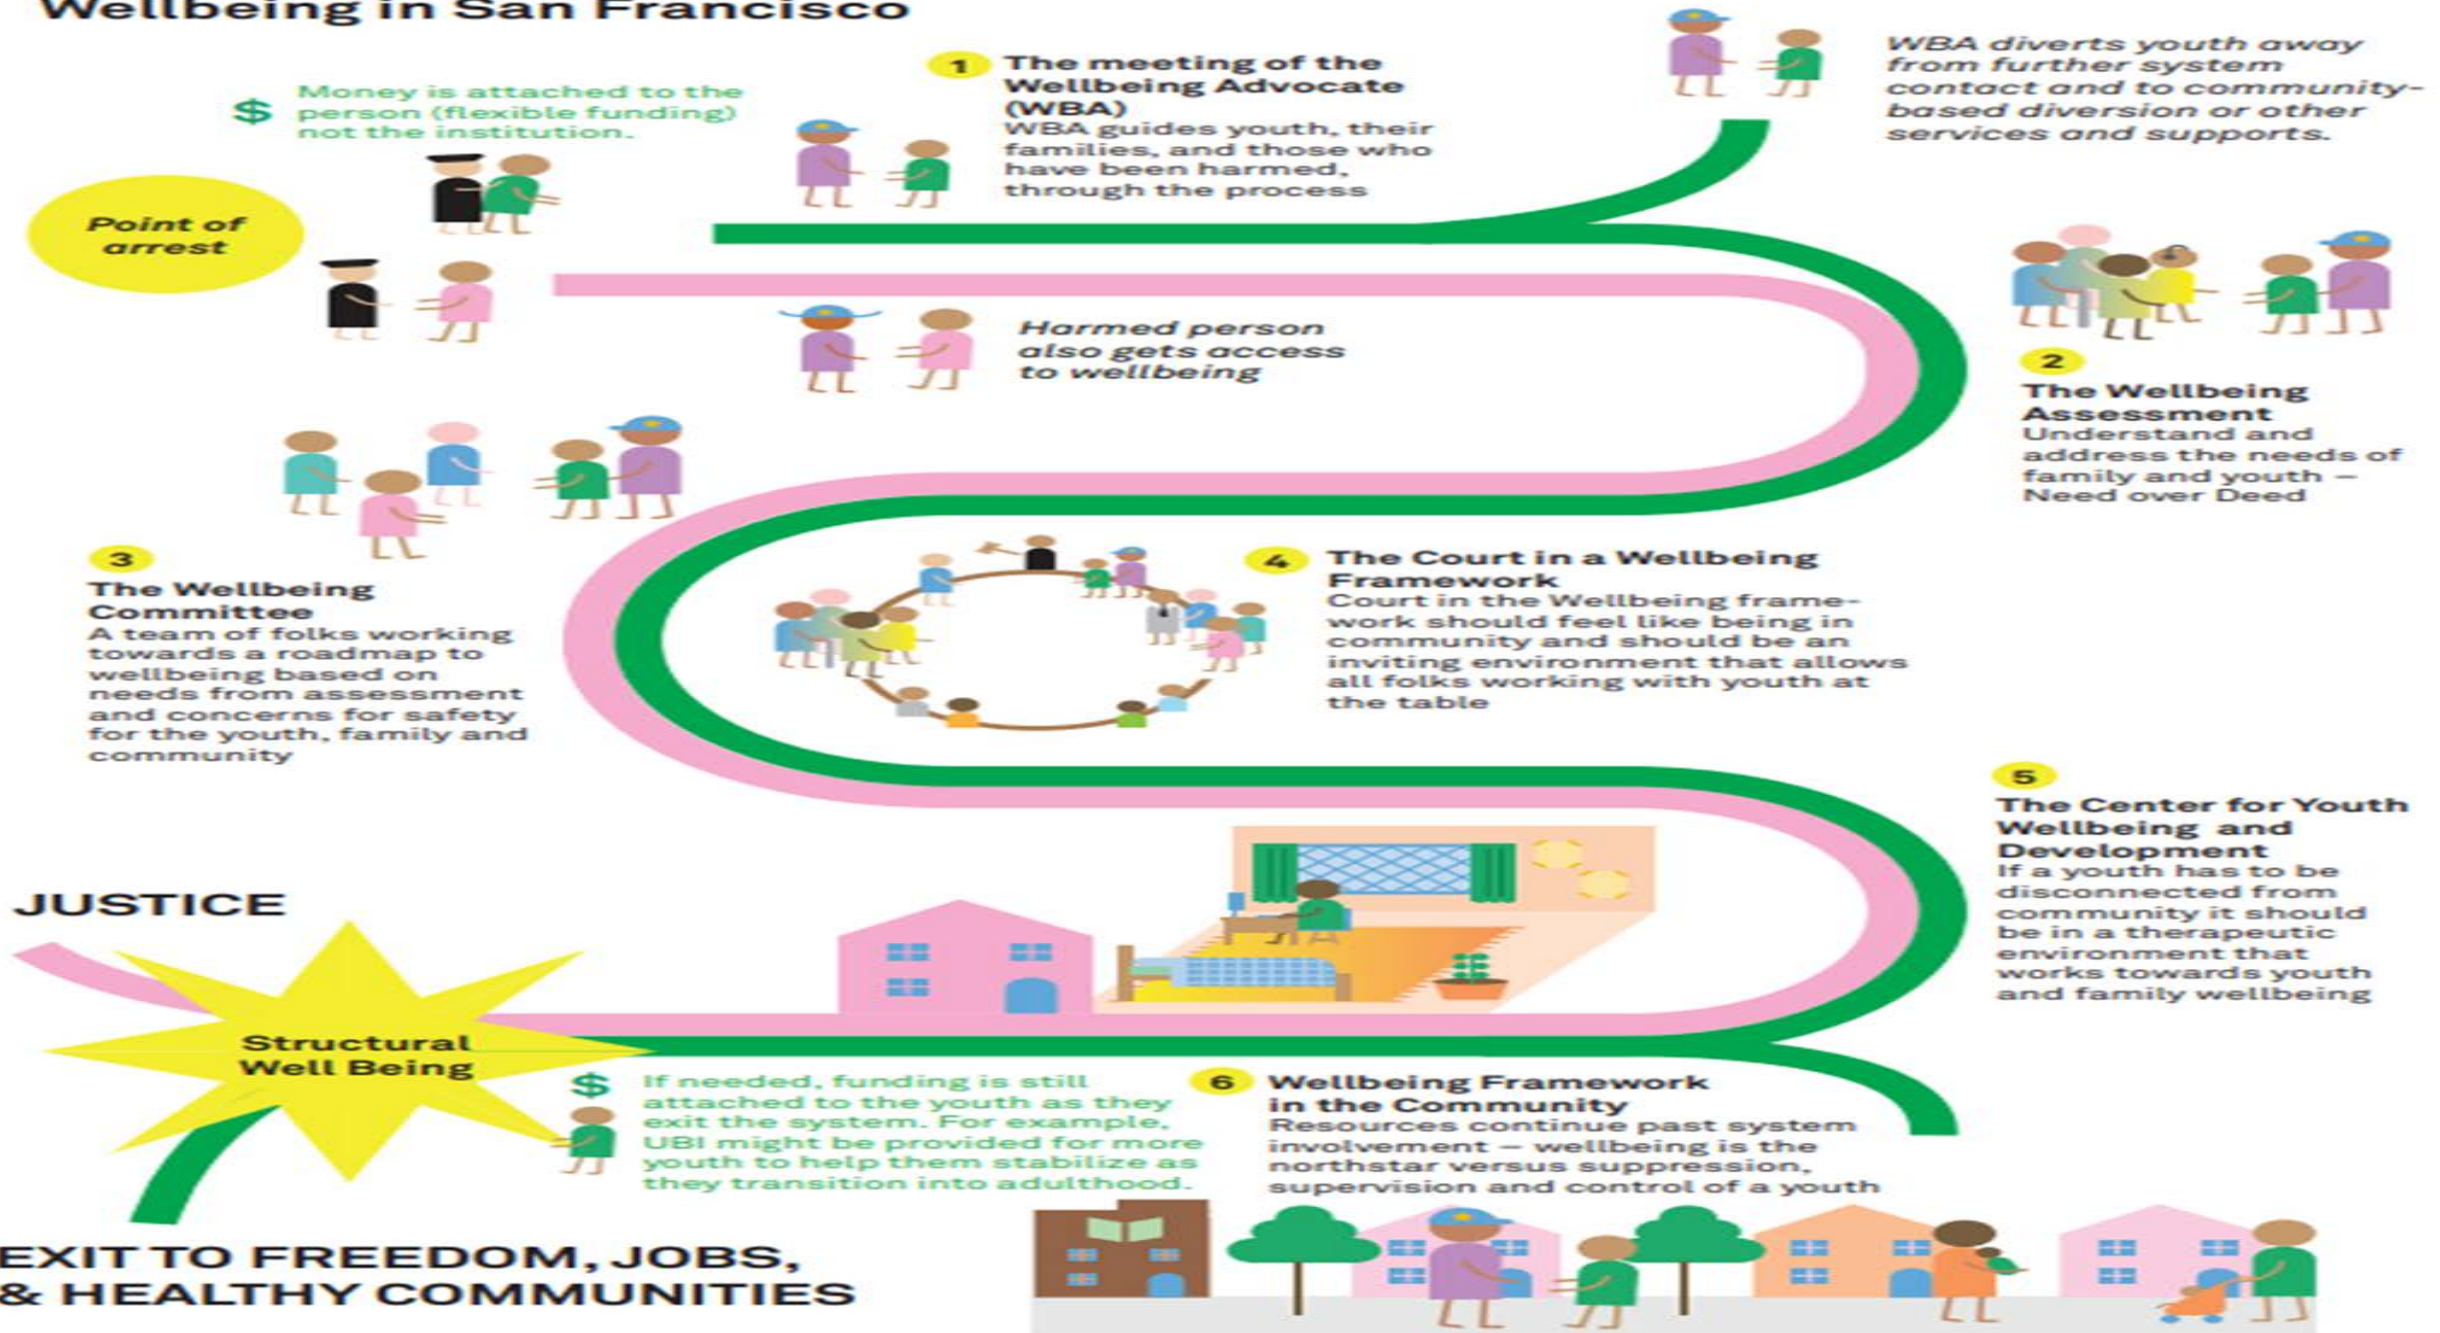 Wellbeing in San Francisco
$
Money is attached to the
person (flexible funding)
not the institution.
Point of
arrest
1
The meeting of the
Wellbeing Advocate
(WBA)
WBA guides youth, their
families, and those who
have been harmed,
through the process
WBA diverts youth away
from further system
contact and to community-
based diversion or other
services and supports.
Harmed person
also gets access
to wellbeing
2
The Wellbeing
Assessment
Understand and
address the needs of
family and youth –
Need over Deed
3
The Wellbeing
Committee
A team of folks working
towards a roadmap to
wellbeing based on
needs from assessment
and concerns for safety
for the youth, family and
community
4
The Court in a Wellbeing
Framework
Court in the Wellbeing frame-
work should feel like being in
community and should be an
inviting environment that allows
all folks working with youth at
the table
5
The Center for Youth
Wellbeing and
Development
If a youth has to be
disconnected from
community it should
be in a therapeutic
environment that
works towards youth
and family wellbeing
JUSTICE
Structural
Well Being
$
If needed, funding is still
attached to the youth as they
exit the system. For example,
UBI might be provided for more
youth to help them stabilize as
they transition into adulthood.
6
Wellbeing Framework
in the Community
Resources continue past system
involvement – wellbeing is the
northstar versus suppression,
supervision and control of a youth
EXIT TO FREEDOM, JOBS,
& HEALTHY COMMUNITIES